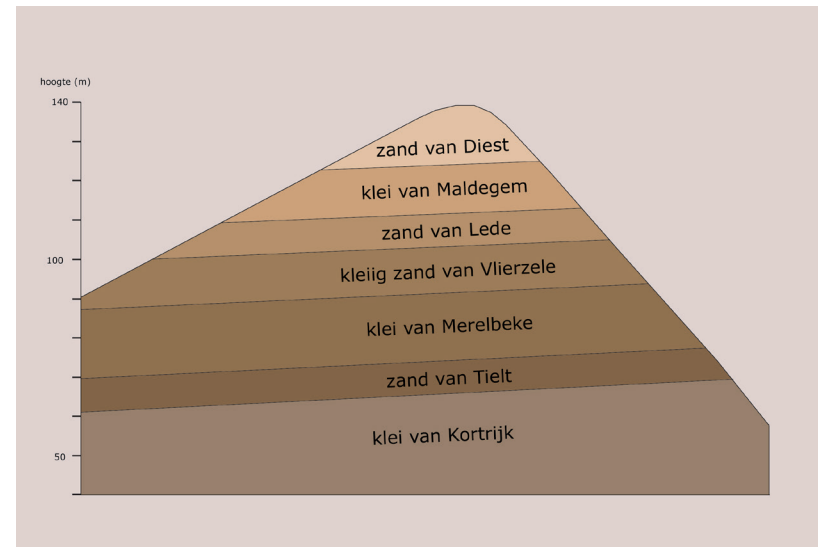 hoogte (m)
140
zand van Diest
klei van Maldegem
zand van Lede
100
kleiig zand van Vlierzele
klei van Merelbeke
zand van Tielt
klei van Kortrijk
50